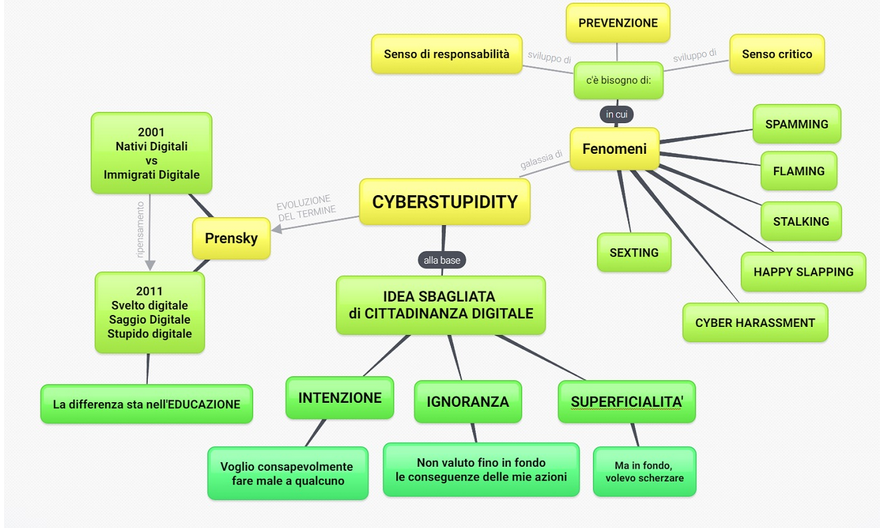 PREVENZIONE
Senso di responsabilità
sviluppo di
sviluppo di
Senso critico
c'è bisogno di:
in cui
Fenomeni
galassia di
SPAMMING
FLAMING
STALKING
HAPPY SLAPPING
CYBER HARASSMENT
SEXTING
CYBERSTUPIDITY
EVOLUZIONE
DEL TERMINE
Prensky
2001
Nativi Digitali
vs
Immigrati Digitale
ripensamento
2011
Svelto digitale
Saggio Digitale
Stupido digitale
La differenza sta nell'EDUCAZIONE
alla base
IDEA SBAGLIATA
di CITTADINANZA DIGITALE
INTENZIONE
IGNORANZA
SUPERFICIALITA'
Voglio consapevolmente
fare male a qualcuno
Non valuto fino in fondo
le conseguenze delle mie azioni
Ma in fondo,
volevo scherzare